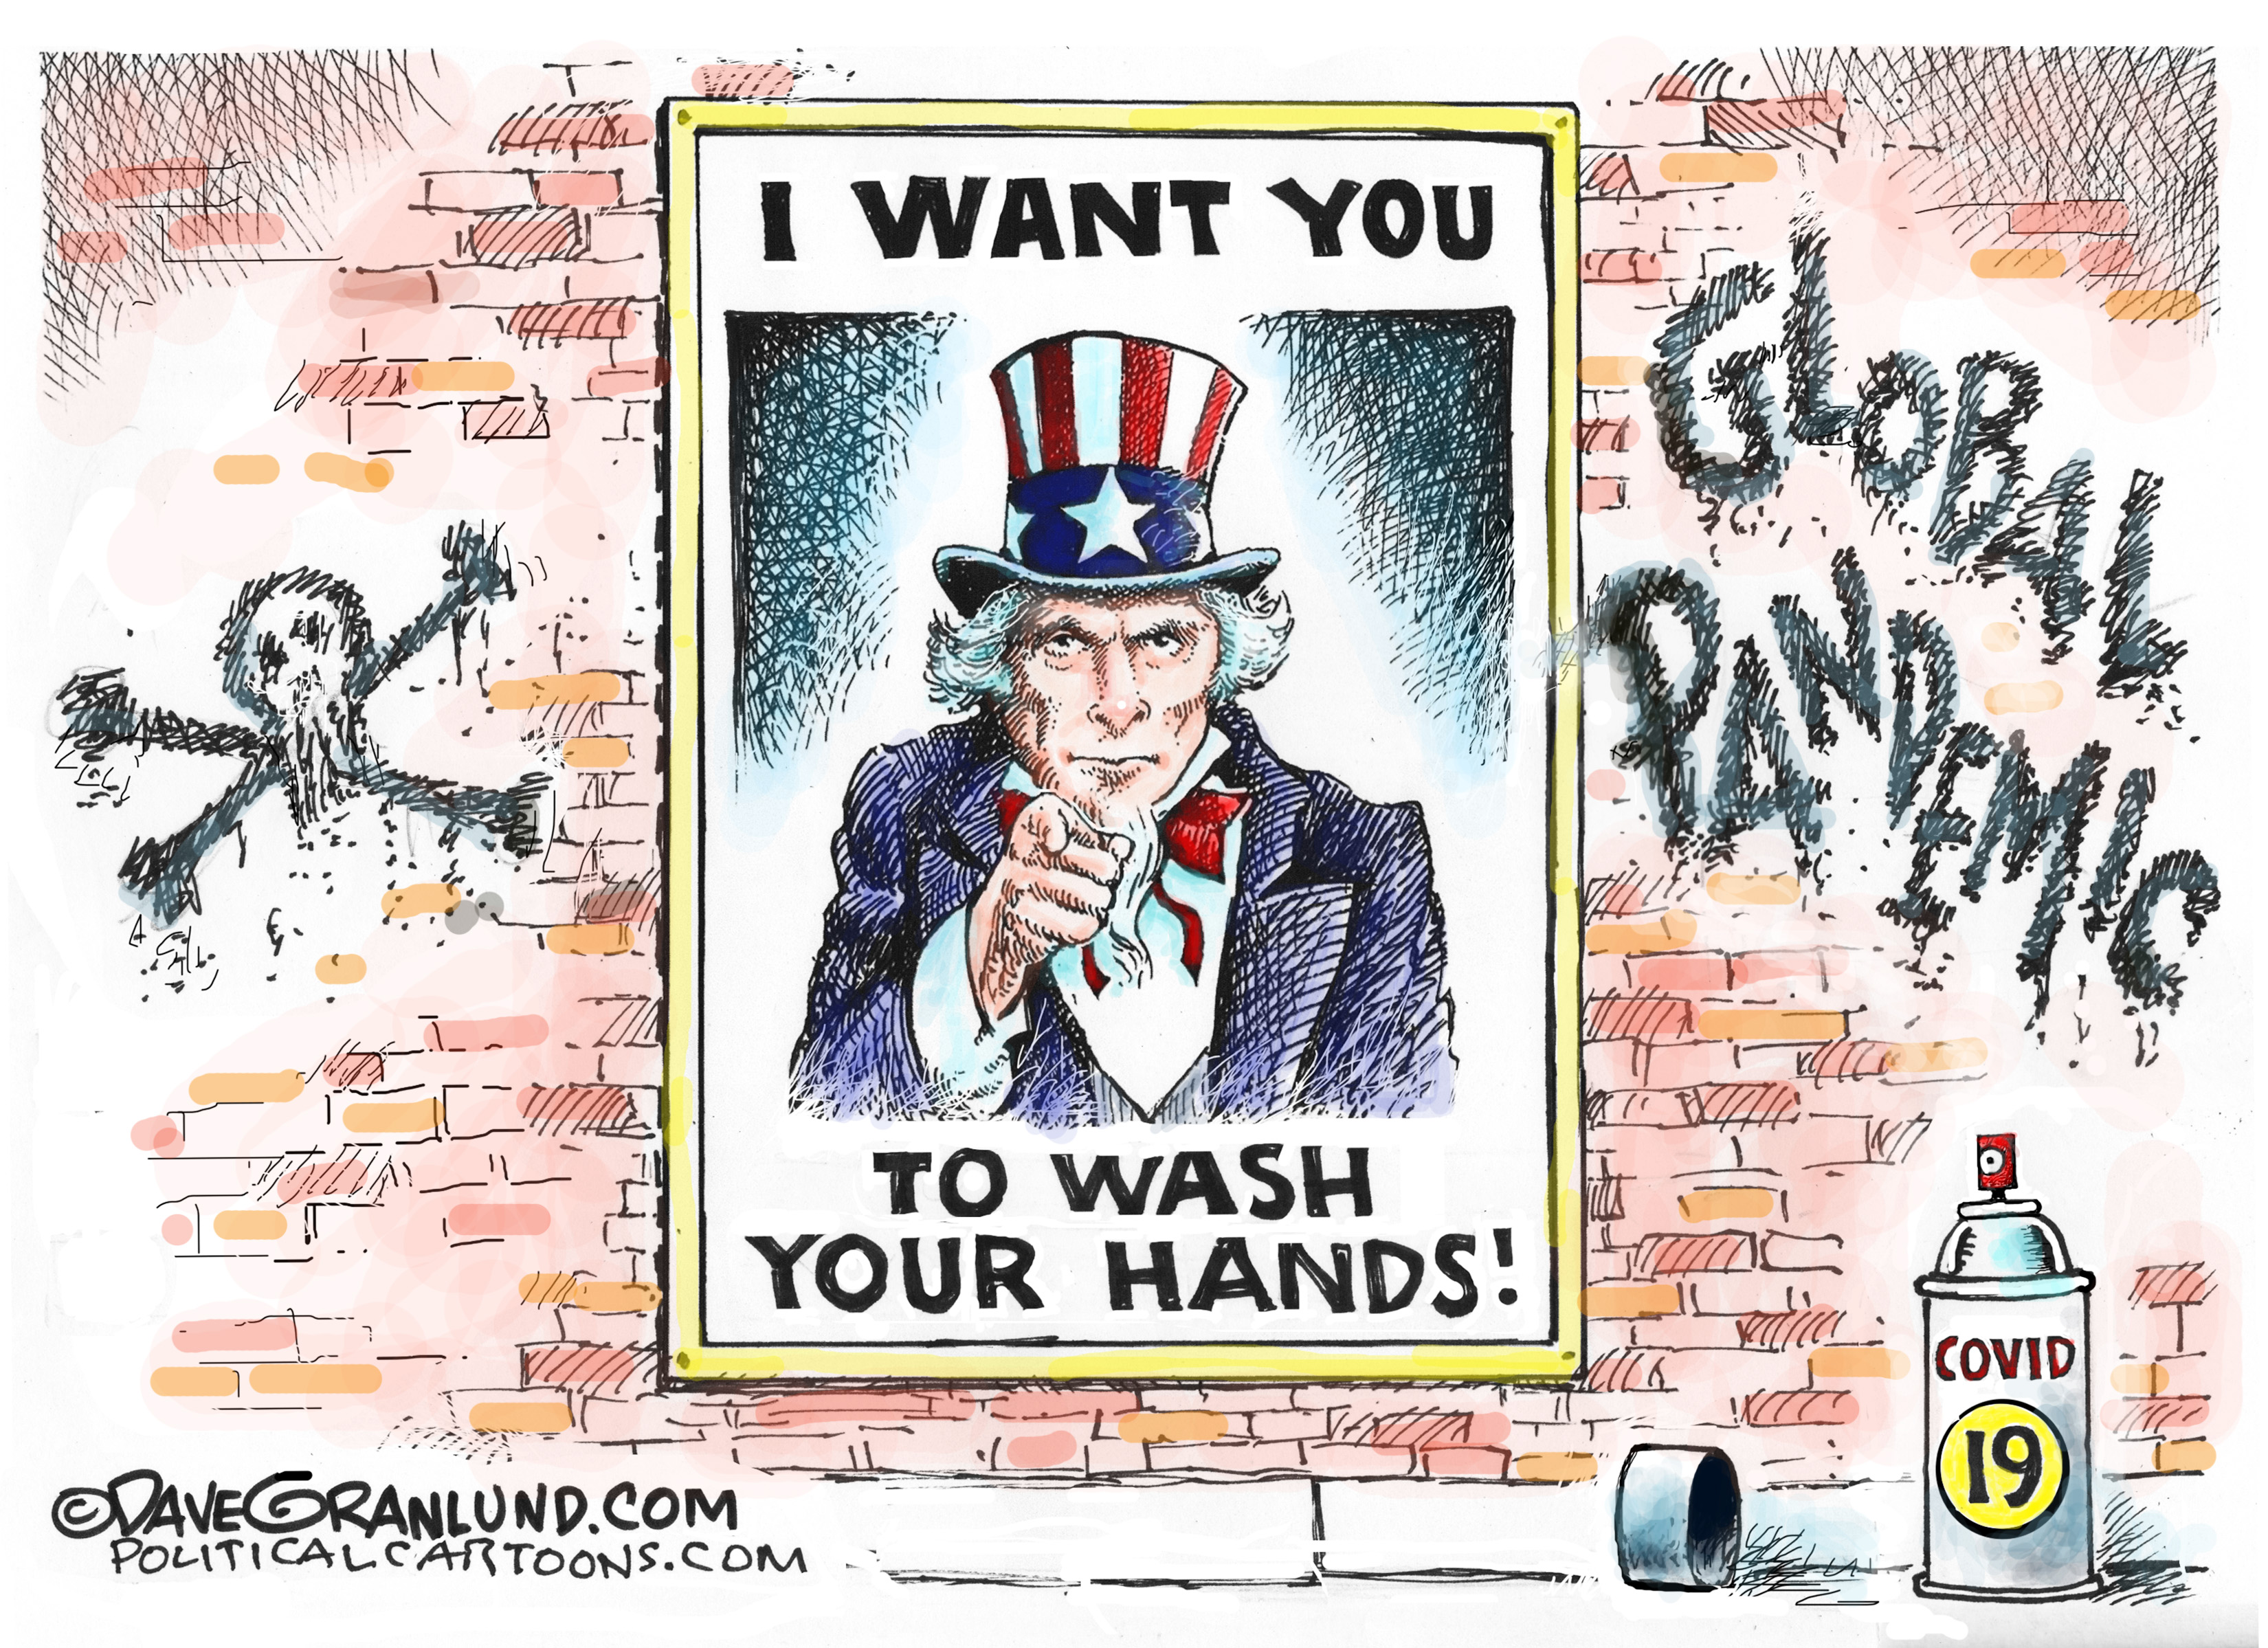 I WANT YOU
TO WASH
YOUR HANDS!
GLOBAL
PANDEMIC
COVID
19
©DAVEGRANLUND.COM
POLITICALCARTOONS.COM